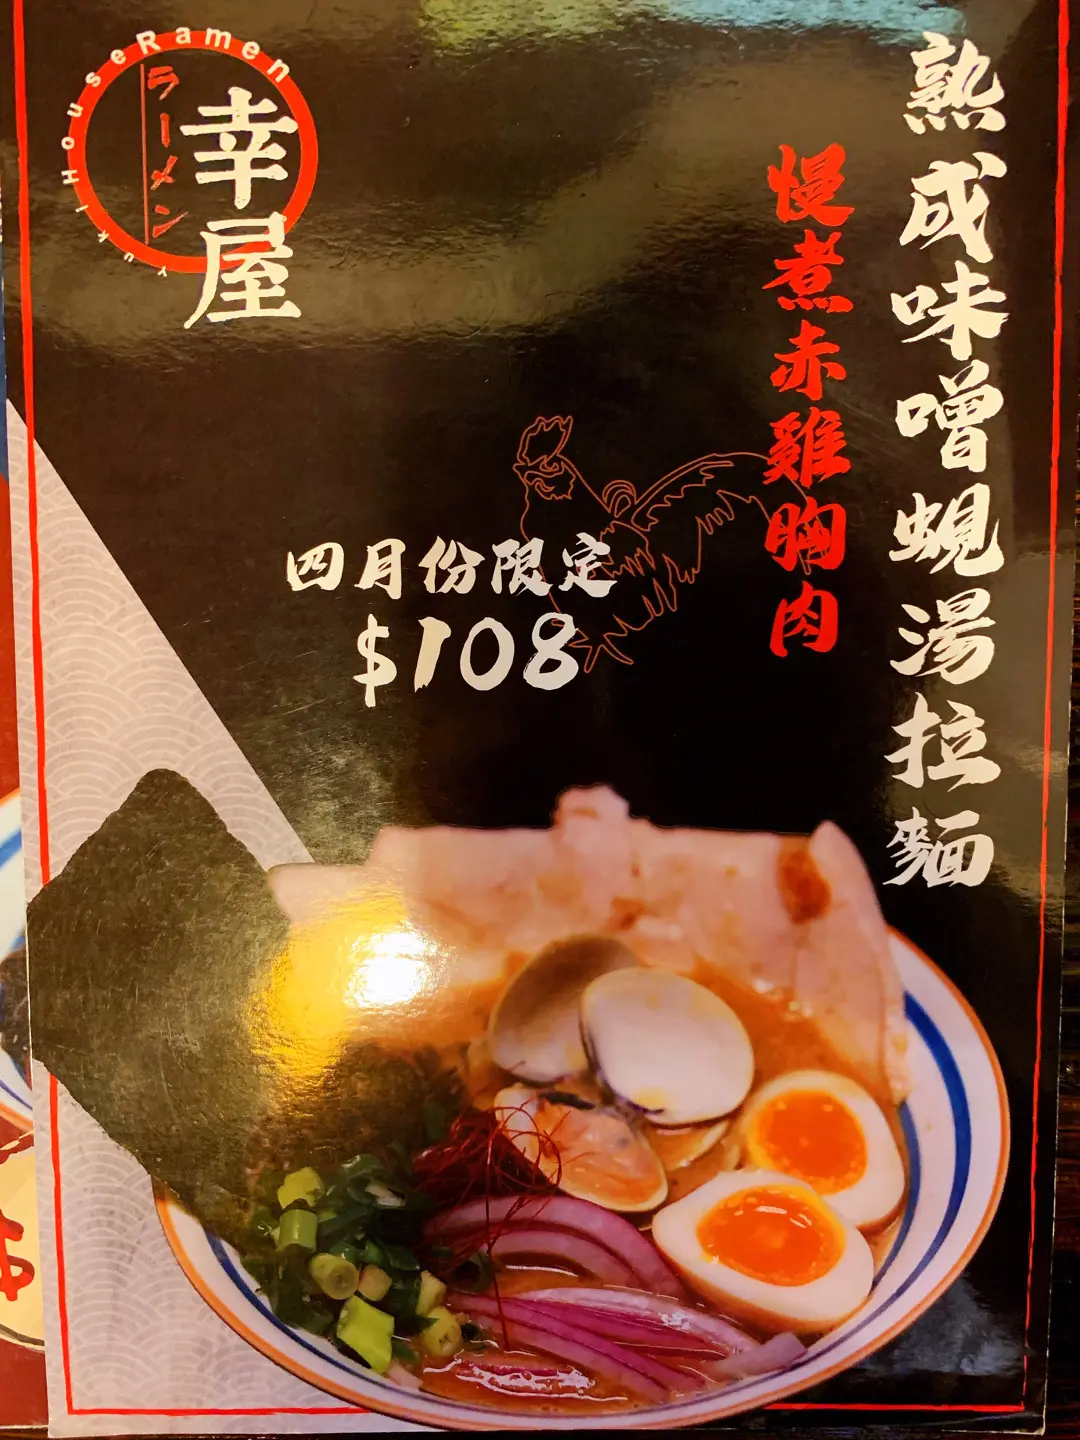 YukiHouseRamen
ラーメン
幸屋
熟成味噌蜆湯拉麵
慢煮赤雞胸肉
四月份限定
$108